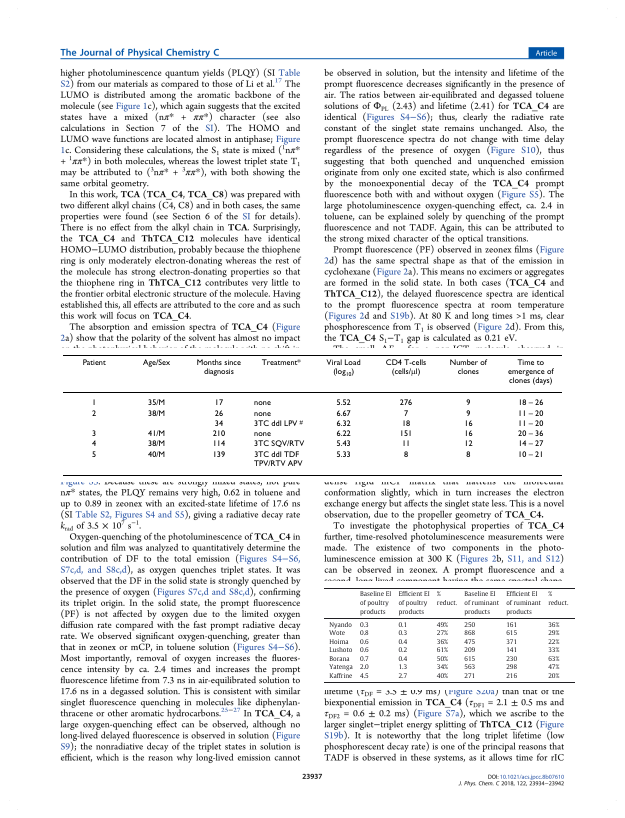 The Journal of Physical Chemistry C
Article
higher photoluminescence quantum yields (PLQY) (SI Table
S2) from our materials as compared to those of Li et al.17 The
LUMO is distributed among the aromatic backbone of the
molecule (see Figure 1c), which again suggests that the excited
states have a mixed (nπ* + ππ*) character (see also
calculations in Section 7 of the SI). The HOMO and
LUMO wave functions are located almost in antiphase; Figure
1c. Considering these calculations, the S1 state is mixed (1nπ*
+ 1ππ*) in both molecules, whereas the lowest triplet state T1
may be attributed to (3nπ* + 3ππ*), with both showing the
same orbital geometry.
In this work, TCA (TCA_C4, TCA_C8) was prepared with
two different alkyl chains (C4, C8) and in both cases, the same
properties were found (see Section 6 of the SI for details).
There is no effect from the alkyl chain in TCA. Surprisingly,
the TCA_C4 and ThTCA_C12 molecules have identical
HOMO−LUMO distribution, probably because the thiophene
ring is only moderately electron-donating whereas the rest of
the molecule has strong electron-donating properties so that
the thiophene ring in ThTCA_C12 contributes very little to
the frontier orbital electronic structure of the molecule. Having
established this, all effects are attributed to the core and as such
this work will focus on TCA_C4.
The absorption and emission spectra of TCA_C4 (Figure
2a) show that the polarity of the solvent has almost no impact
be observed in solution, but the intensity and lifetime of the
prompt fluorescence decreases significantly in the presence of
air. The ratios between air-equilibrated and degassed toluene
solutions of ΦPL (2.43) and lifetime (2.41) for TCA_C4 are
identical (Figures S4−S6); thus, clearly the radiative rate
constant of the singlet state remains unchanged. Also, the
prompt fluorescence spectra do not change with time delay
regardless of the presence of oxygen (Figure S10), thus
suggesting that both quenched and unquenched emission
originate from only one excited state, which is also confirmed
by the monoexponential decay of the TCA_C4 prompt
fluorescence both with and without oxygen (Figure S5). The
large photoluminescence oxygen-quenching effect, ca. 2.4 in
toluene, can be explained solely by quenching of the prompt
fluorescence and not TADF. Again, this can be attributed to
the strong mixed character of the optical transitions.
Prompt fluorescence (PF) observed in zeonex films (Figure
2d) has the same spectral shape as that of the emission in
cyclohexane (Figure 2a). This means no excimers or aggregates
are formed in the solid state. In both cases (TCA_C4 and
ThTCA_C12), the delayed fluorescence spectra are identical
to the prompt fluorescence spectra at room temperature
(Figures 2d and S19b). At 80 K and long times >1 ms, clear
phosphorescence from T1 is observed (Figure 2d). From this,
the TCA_C4 S1−T1 gap is calculated as 0.21 eV.
Patient Age/Sex Months since Treatment* Viral Load CD4 T-cells Number of Time to
diagnosis (log10) (cells/μl) clones emergence of
clones (days)
1 35/M 17 none 5.52 276 9 18 – 26
2 38/M 26 none 6.67 7 9 11 – 20
34 3TC ddI LPV # 6.32 18 16 11 – 20
3 41/M 210 none 6.22 151 16 20 – 36
4 38/M 114 3TC SQV/RTV 5.43 11 12 14 – 27
5 40/M 139 3TC ddI TDF 5.33 8 8 10 – 21
TPV/RTV APV
Figure S3. Because these are strongly mixed states, not pure
nπ* states, the PLQY remains very high, 0.62 in toluene and
up to 0.89 in zeonex with an excited-state lifetime of 17.6 ns
(SI Table S2, Figures S4 and S5), giving a radiative decay rate
krad of 3.5 × 107 s−1.
Oxygen-quenching of the photoluminescence of TCA_C4 in
solution and film was analyzed to quantitatively determine the
contribution of DF to the total emission (Figures S4−S6,
S7c,d, and S8c,d), as oxygen quenches triplet states. It was
observed that the DF in the solid state is strongly quenched by
the presence of oxygen (Figures S7c,d and S8c,d), confirming
its triplet origin. In the solid state, the prompt fluorescence
(PF) is not affected by oxygen due to the limited oxygen
diffusion rate compared with the fast prompt radiative decay
rate. We observed significant oxygen-quenching, greater than
that in zeonex or mCP, in toluene solution (Figures S4−S6).
Most importantly, removal of oxygen increases the fluores-
cence intensity by ca. 2.4 times and increases the prompt
fluorescence lifetime from 7.3 ns in air-equilibrated solution to
17.6 ns in a degassed solution. This is consistent with similar
singlet fluorescence quenching in molecules like diphenylan-
thracene or other aromatic hydrocarbons.25−27 In TCA_C4, a
large oxygen-quenching effect can be observed, although no
long-lived delayed fluorescence is observed in solution (Figure
S9); the nonradiative decay of the triplet states in solution is
efficient, which is the reason why long-lived emission cannot
dense rigid mCP matrix that flattens the molecular
conformation slightly, which in turn increases the electron
exchange energy but affects the singlet state less. This is a novel
observation, due to the propeller geometry of TCA_C4.
To investigate the photophysical properties of TCA_C4
further, time-resolved photoluminescence measurements were
made. The existence of two components in the photo-
luminescence emission at 300 K (Figures 2b, S11, and S12)
can be observed in zeonex. A prompt fluorescence and a
second, long-lived component having the same spectral shape
Baseline EI Efficient EI % Baseline EI Efficient EI %
of poultry of poultry reduct. of ruminant of ruminant reduct.
products products products products
Nyando 0.3 0.1 49% 250 161 36%
Wote 0.8 0.3 27% 868 615 29%
Hoima 0.6 0.4 36% 475 371 22%
Lushoto 0.6 0.2 61% 209 141 33%
Borana 0.7 0.4 50% 615 230 63%
Yatenga 2.0 1.3 34% 563 298 47%
Kaffrine 4.5 2.7 40% 271 216 20%
lifetime (τDF = 3.5 ± 0.9 ms) (Figure S20a) than that of the
biexponential emission in TCA_C4 (τDF1 = 2.1 ± 0.5 ms and
τDF2 = 0.6 ± 0.2 ms) (Figure S7a), which we ascribe to the
larger singlet−triplet energy splitting of ThTCA_C12 (Figure
S19b). It is noteworthy that the long triplet lifetime (low
phosphorescent decay rate) is one of the principal reasons that
TADF is observed in these systems, as it allows time for rIC
23937
DOI: 10.1021/acs.jpcc.8b07610
J. Phys. Chem. C 2018, 122, 23934−23942